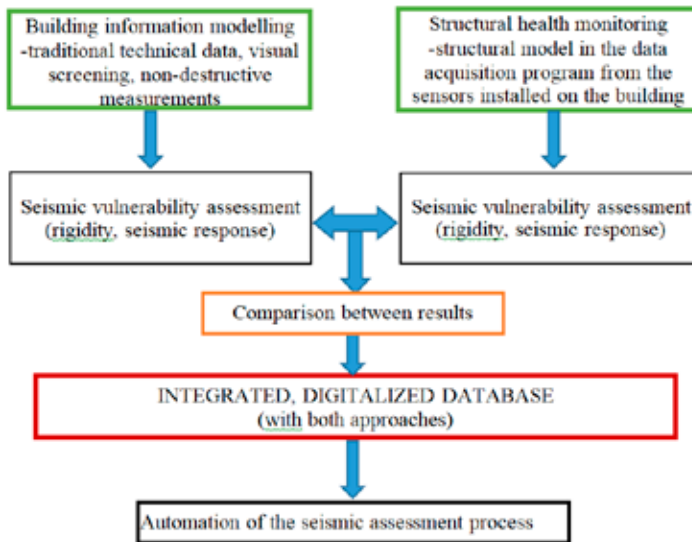 Building information modelling
-traditional technical data, visual
screening, non-destructive
measurements
Structural health monitoring
-structural model in the data
acquisition program from the
sensors installed on the building
Seismic vulnerability assessment
(rigidity, seismic response)
Seismic vulnerability assessment
(rigidity, seismic response)
Comparison between results
INTEGRATED, DIGITALIZED DATABASE
(with both approaches)
Automation of the seismic assessment process